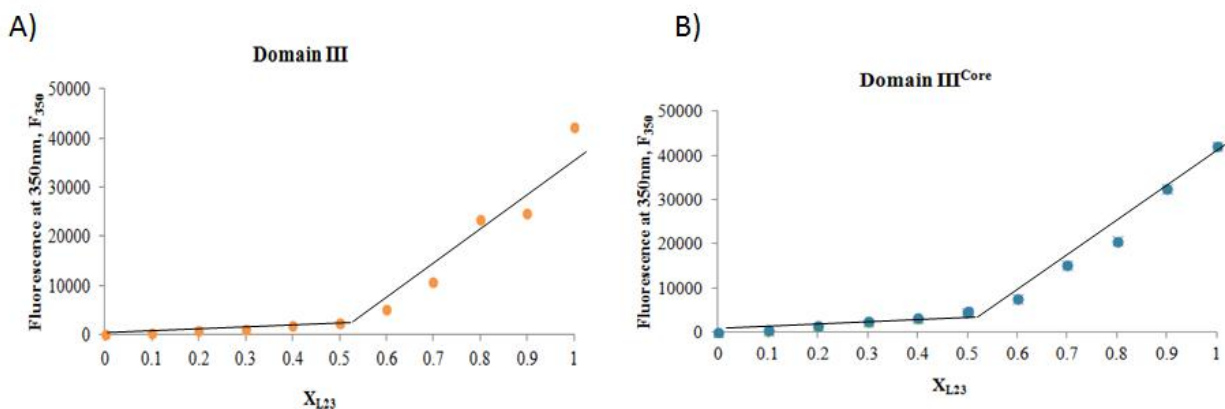 A)
Domain III
Fluorescence at 350nm, F350
50000
40000
30000
20000
10000
0
0 0.1 0.2 0.3 0.4 0.5 0.6 0.7 0.8 0.9 1
XL23
B)
Domain IIICore
Fluorescence at 350nm, F350
50000
40000
30000
20000
10000
0
0 0.1 0.2 0.3 0.4 0.5 0.6 0.7 0.8 0.9 1
XL23